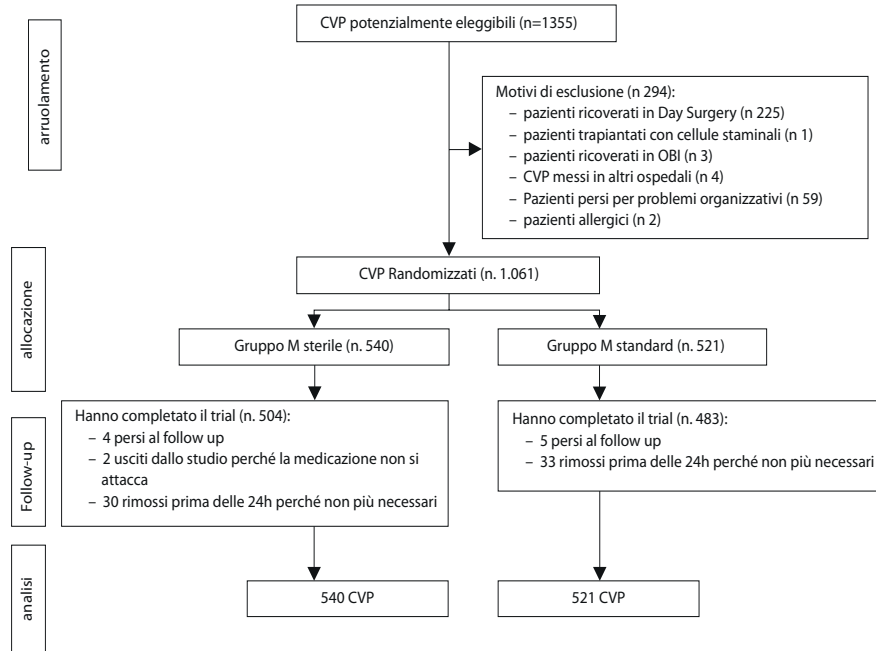 arruolamento
CVP potenzialmente eleggibili (n=1355)
Motivi di esclusione (n 294):
– pazienti ricoverati in Day Surgery (n 225)
– pazienti trapiantati con cellule staminali (n 1)
– pazienti ricoverati in OBI (n 3)
– CVP messi in altri ospedali (n 4)
– Pazienti persi per problemi organizzativi (n 59)
– pazienti allergici (n 2)
allocazione
CVP Randomizzati (n. 1.061)
Gruppo M sterile (n. 540)
Gruppo M standard (n. 521)
Follow-up
Hanno completato il trial (n. 504):
– 4 persi al follow up
– 2 usciti dallo studio perché la medicazione non si
attacca
– 30 rimossi prima delle 24h perché non più necessari
Hanno completato il trial (n. 483):
– 5 persi al follow up
– 33 rimossi prima delle 24h perché non più necessari
analisi
540 CVP
521 CVP